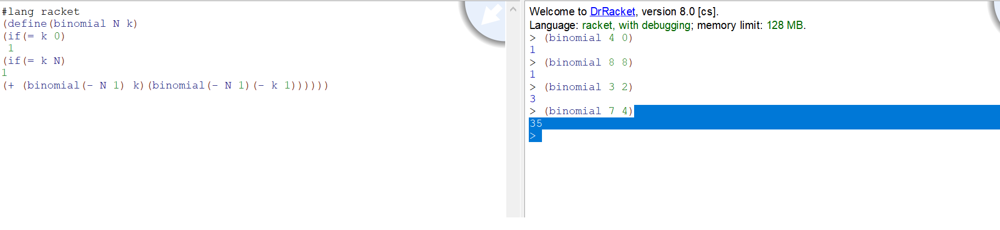 #lang racket
(define(binomial N k)
(if(= k 0)
 1
(if(= k N)
1
(+ (binomial(- N 1) k)(binomial(- N 1)(- k 1))))))
Welcome to DrRacket, version 8.0 [cs].
Language: racket, with debugging; memory limit: 128 MB.
> (binomial 4 0)
1
> (binomial 8 8)
1
> (binomial 3 2)
3
> (binomial 7 4)
35
>